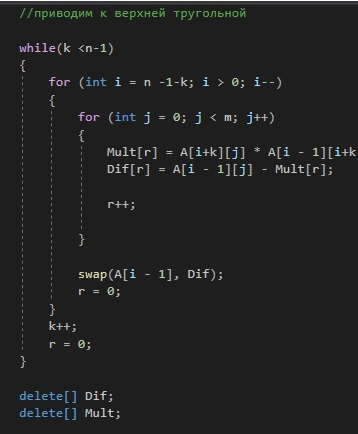 //приводим к верхней тругольной
while(k <n-1)
{
for (int i = n -1-k; i > 0; i--)
{
for (int j = 0; j < m; j++)
{
Mult[r] = A[i+k][j] * A[i - 1][i+k
Dif[r] = A[i - 1][j] - Mult[r];
r++;
}
swap(A[i - 1], Dif);
r = 0;
}
k++;
r = 0;
}
delete[] Dif;
delete[] Mult;